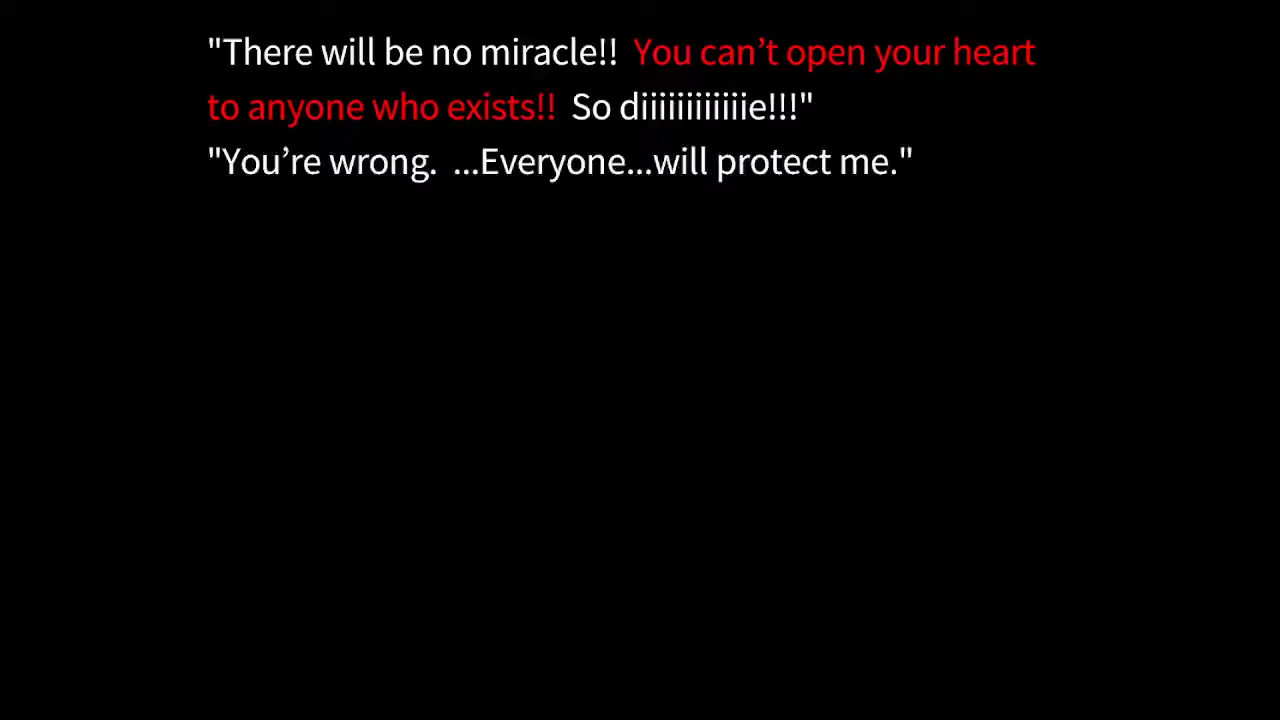 "There will be no miracle!!  You can’t open your heart
to anyone who exists!!  So diiiiiiiiiiiie!!!"
"You’re wrong.  ...Everyone...will protect me."